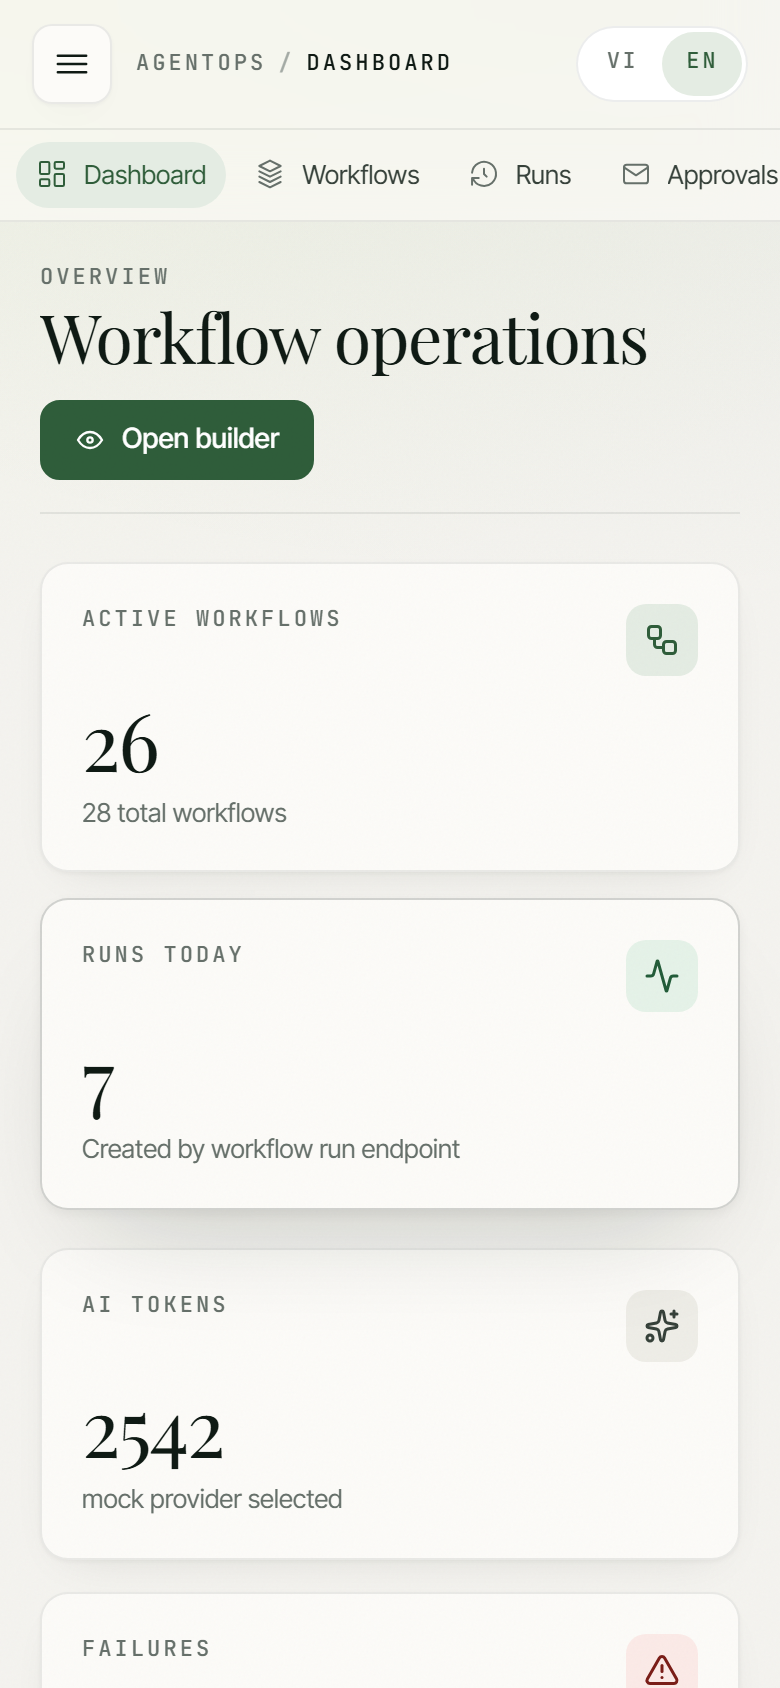 AGENTOPS / DASHBOARD
VI EN
Dashboard Workflows Runs Approvals
OVERVIEW
Workflow operations
Open builder
ACTIVE WORKFLOWS
26
28 total workflows
RUNS TODAY
7
Created by workflow run endpoint
AI TOKENS
2542
mock provider selected
FAILURES